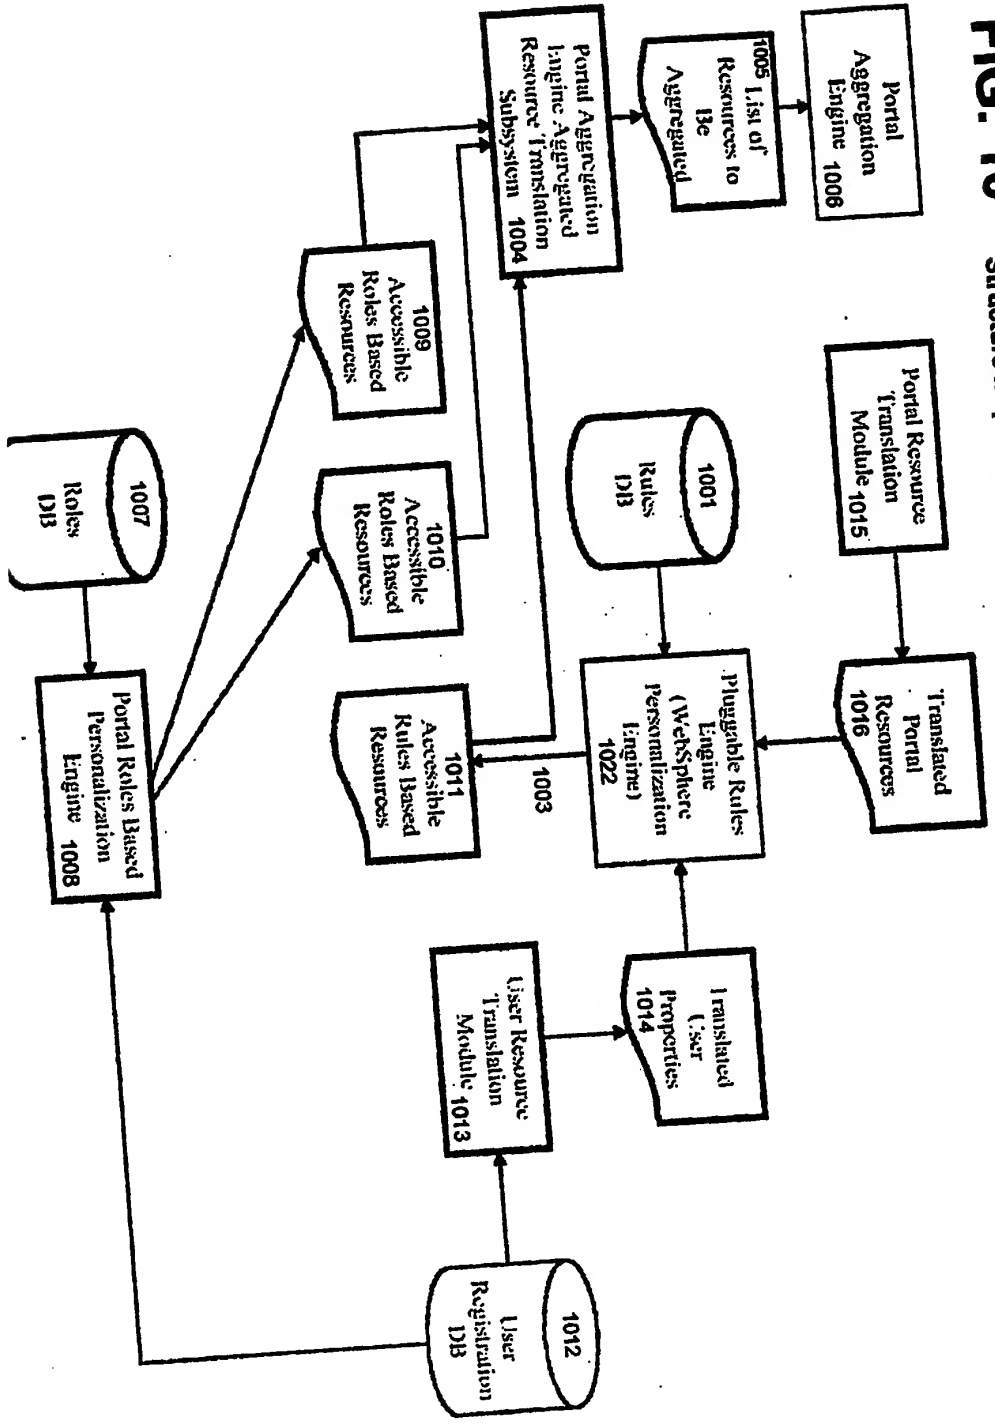 FIG. 10
Portal
Aggregation
Engine 1006
1005 List of
Resources to
Be
Aggregated
Portal Aggregation
Engine Aggregated
Resource Translation
Subsystem 1004
Portal Resource
Translation
Module 1015
Translated
Portal
Resources
1016
1001
Rules
DB
Pluggable Rules
Engine
(WebSphere
Personalization
Engine)
1022
1003
Translated
User
Properties
1014
1009
Accessible
Roles Based
Resources
1010
Accessible
Roles Based
Resources
1011
Accessible
Rules Based
Resources
User Resource
Translation
Module 1013
1012
User
Registration
DB
1007
Roles
DB
Portal Roles Based
Personalization
Engine 1008